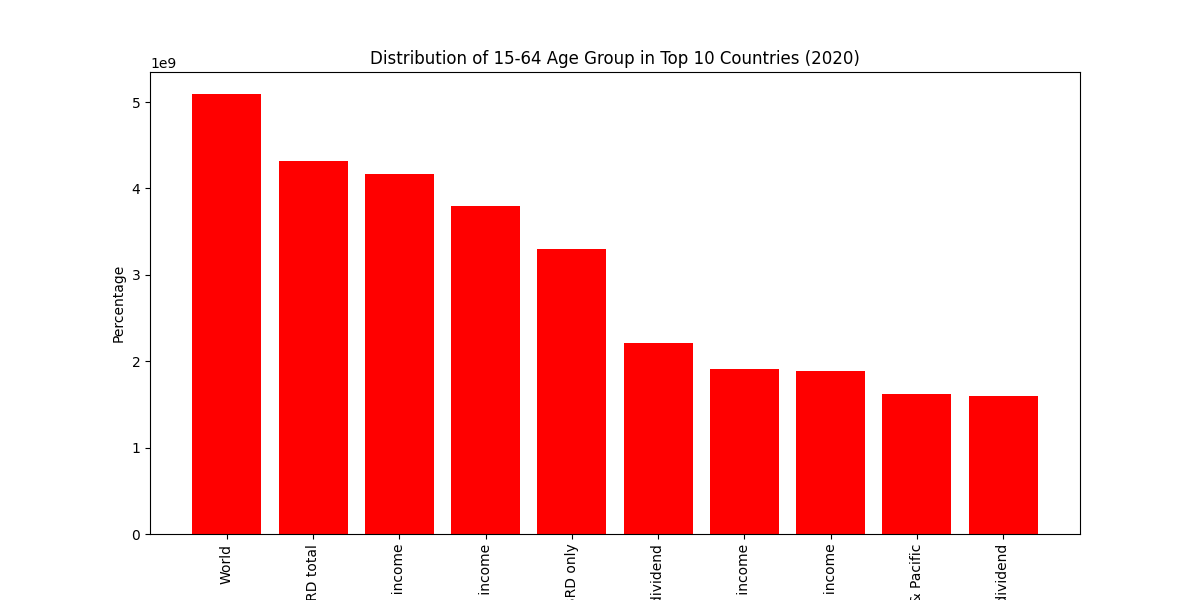 Distribution of 15-64 Age Group in Top 10 Countries (2020)
1e9
Percentage
5
4
3
2
1
0
World
RD total
income
income
RD only
dividend
income
income
& Pacific
dividend